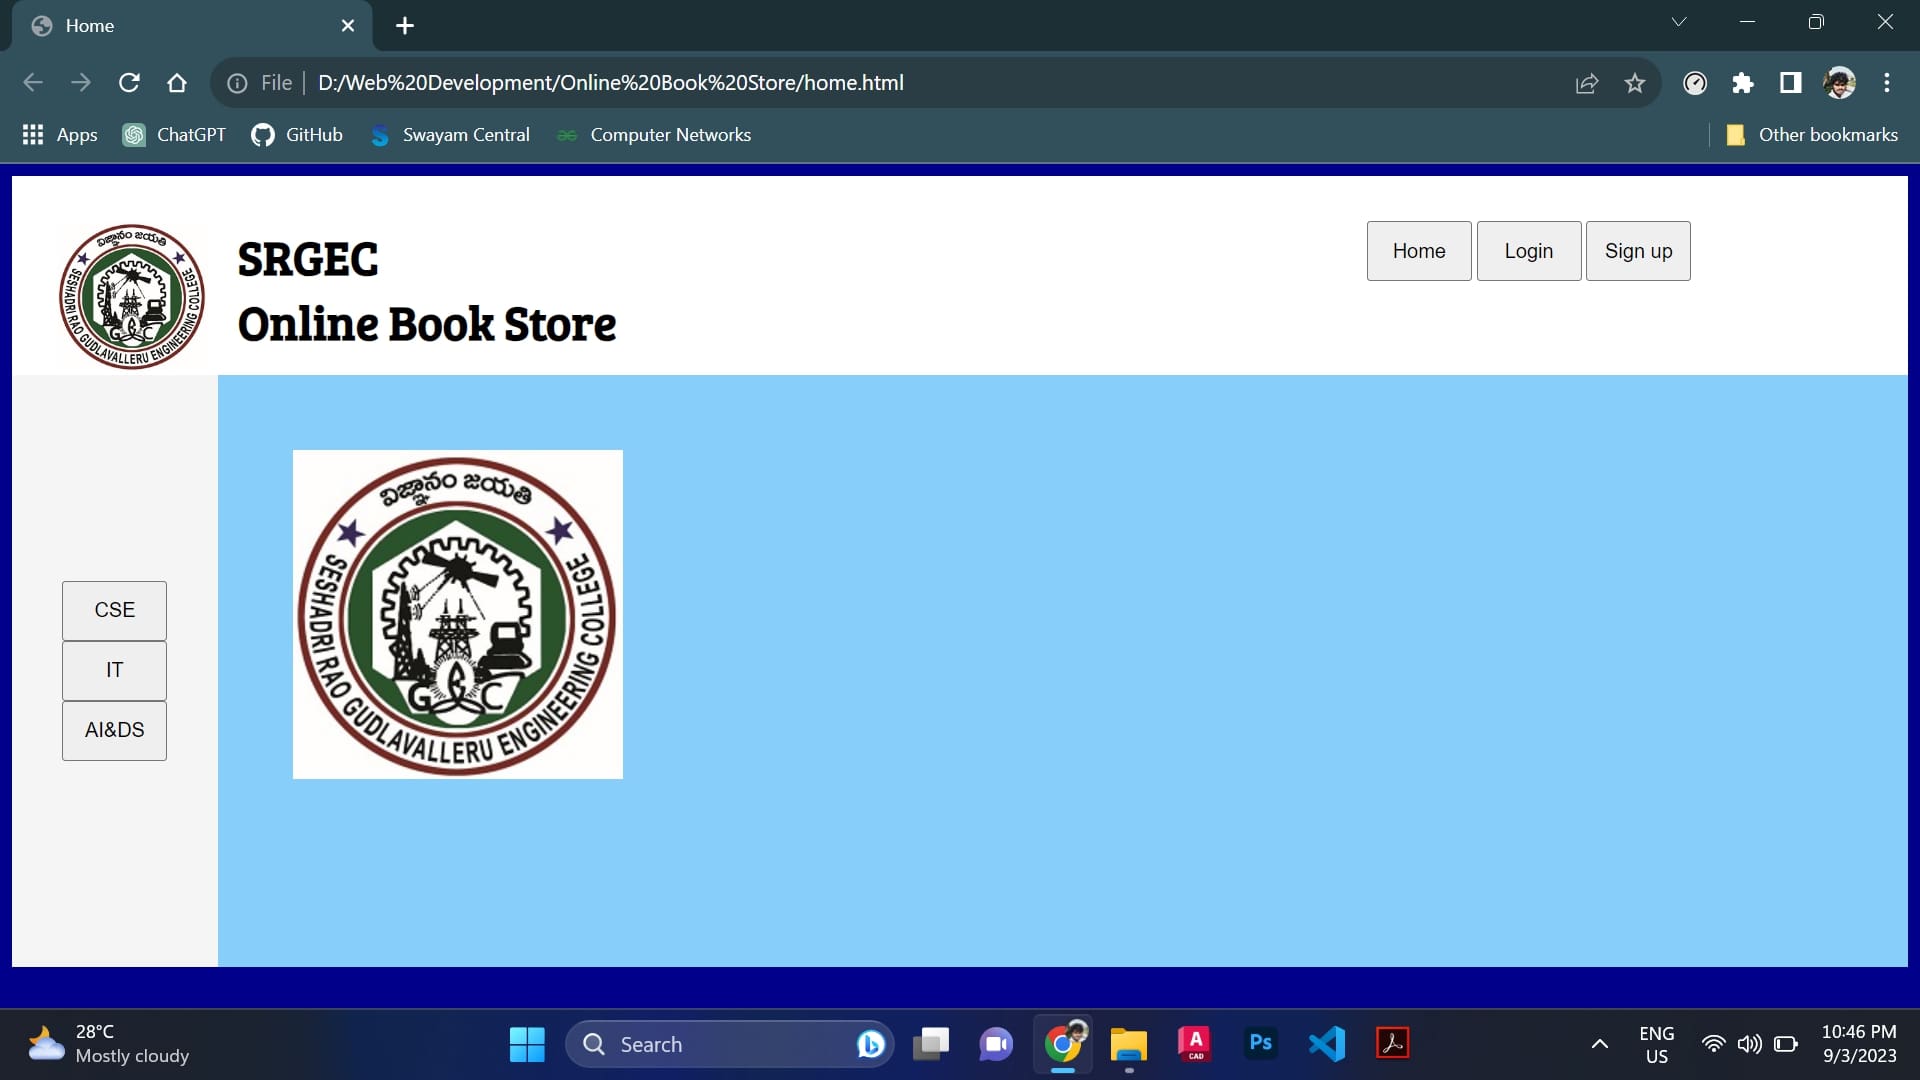 Home
File D:/Web%20Development/Online%20Book%20Store/home.html
Apps ChatGPT GitHub Swayam Central Computer Networks Other bookmarks
విజ్ఞానం జయతి
SESHADRI RAO GUDLAVALLERU ENGINEERING COLLEGE
G E C
SRGEC
Online Book Store
Home Login Sign up
CSE
IT
AI&DS
విజ్ఞానం జయతి
SESHADRI RAO GUDLAVALLERU ENGINEERING COLLEGE
G E C
28°C
Mostly cloudy
Search
A
CAD
Ps
ENG
US
10:46 PM
9/3/2023